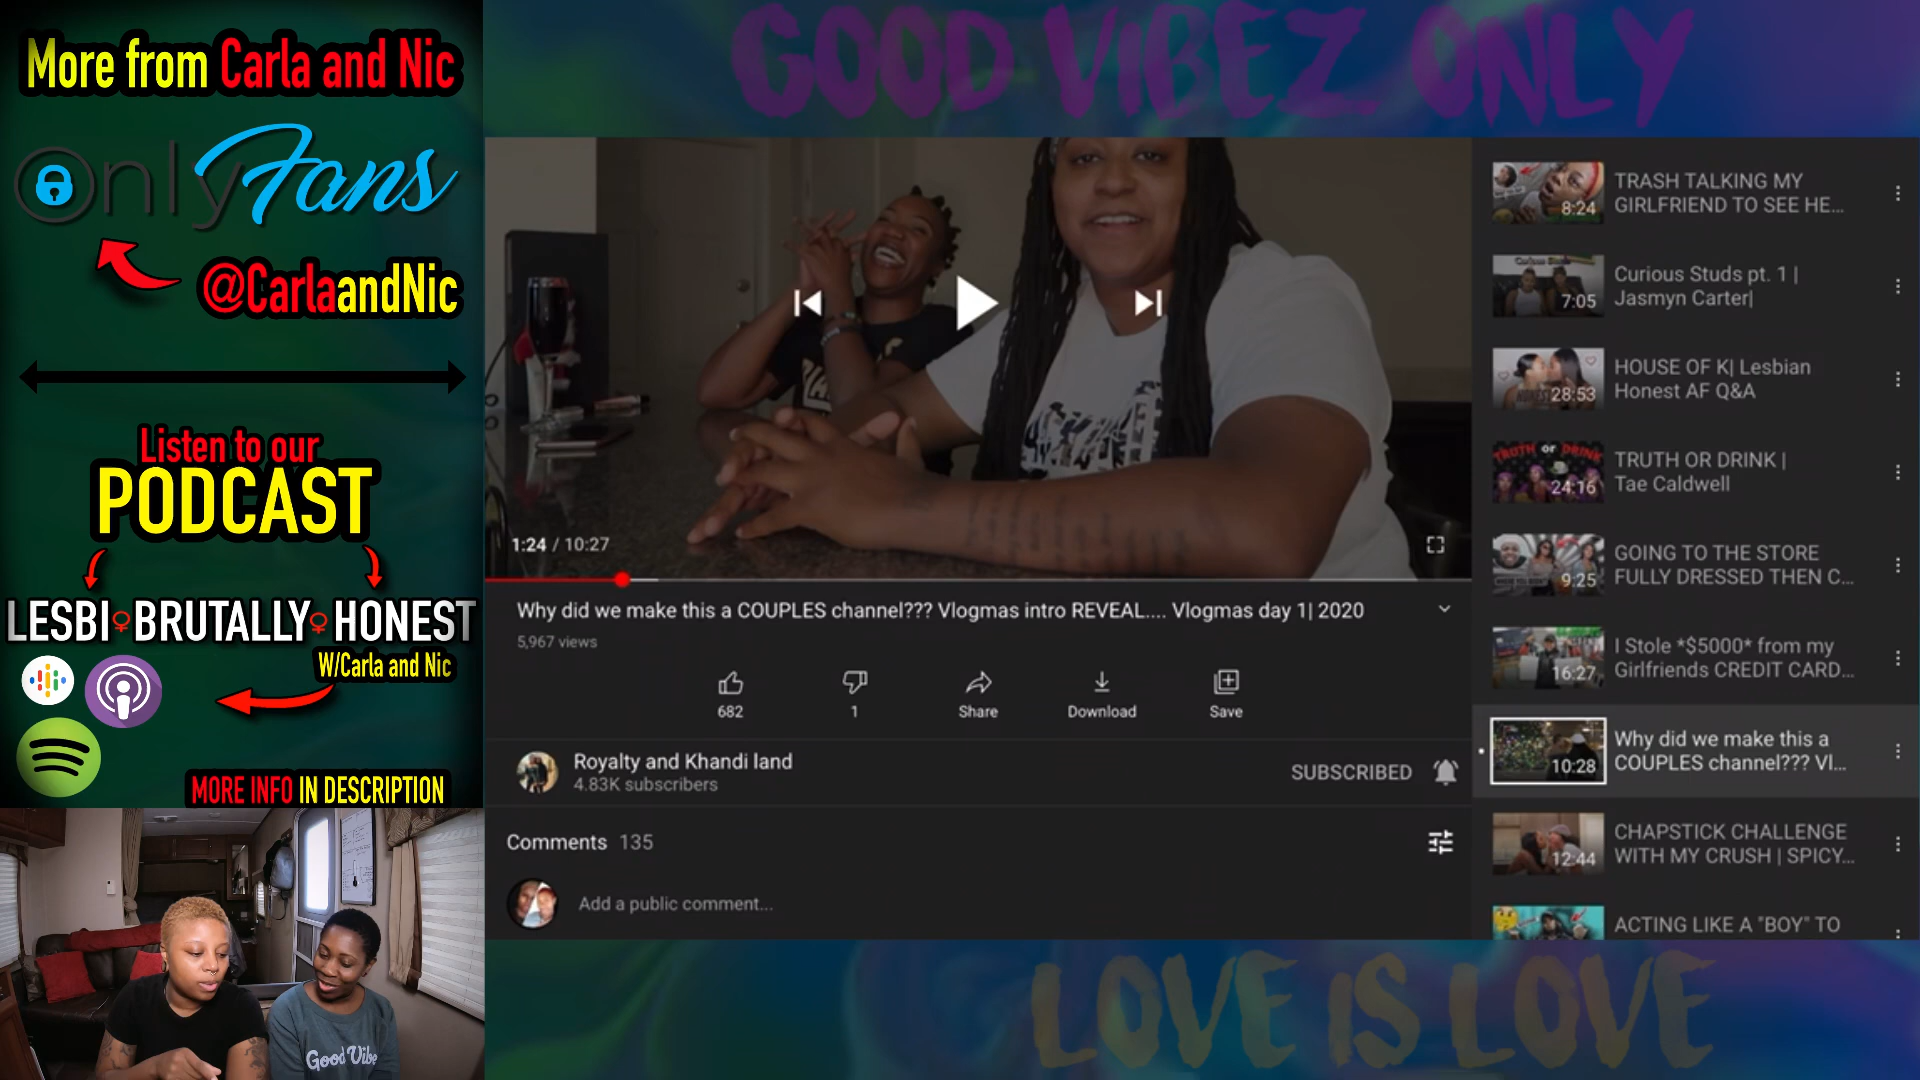 More from Carla and Nic
OnlyFans
@CarlaandNic
Listen to our
PODCAST
LESBI♀BRUTALLY♀HONEST
W/Carla and Nic
MORE INFO IN DESCRIPTION
Good Vibe
GOOD VIBEZ. ONLY
1:24 / 10:27
Why did we make this a COUPLES channel??? Vlogmas intro REVEAL.... Vlogmas day 1| 2020
5,967 views
682
1
Share
Download
Save
Royalty and Khandi land
4.83K subscribers
SUBSCRIBED
Comments 135
Add a public comment...
8:24
TRASH TALKING MY
GIRLFRIEND TO SEE HE...
7:05
Curious Studs pt. 1 |
Jasmyn Carter|
28:53
HOUSE OF K| Lesbian
Honest AF Q&A
TRUTH or DRINK
24:16
TRUTH OR DRINK |
Tae Caldwell
9:25
GOING TO THE STORE
FULLY DRESSED THEN C...
16:27
I Stole *$5000* from my
Girlfriends CREDIT CARD...
10:28
Why did we make this a
COUPLES channel??? Vl...
12:44
CHAPSTICK CHALLENGE
WITH MY CRUSH | SPICY...
ACTING LIKE A "BOY" TO
LOVE IS LOVE